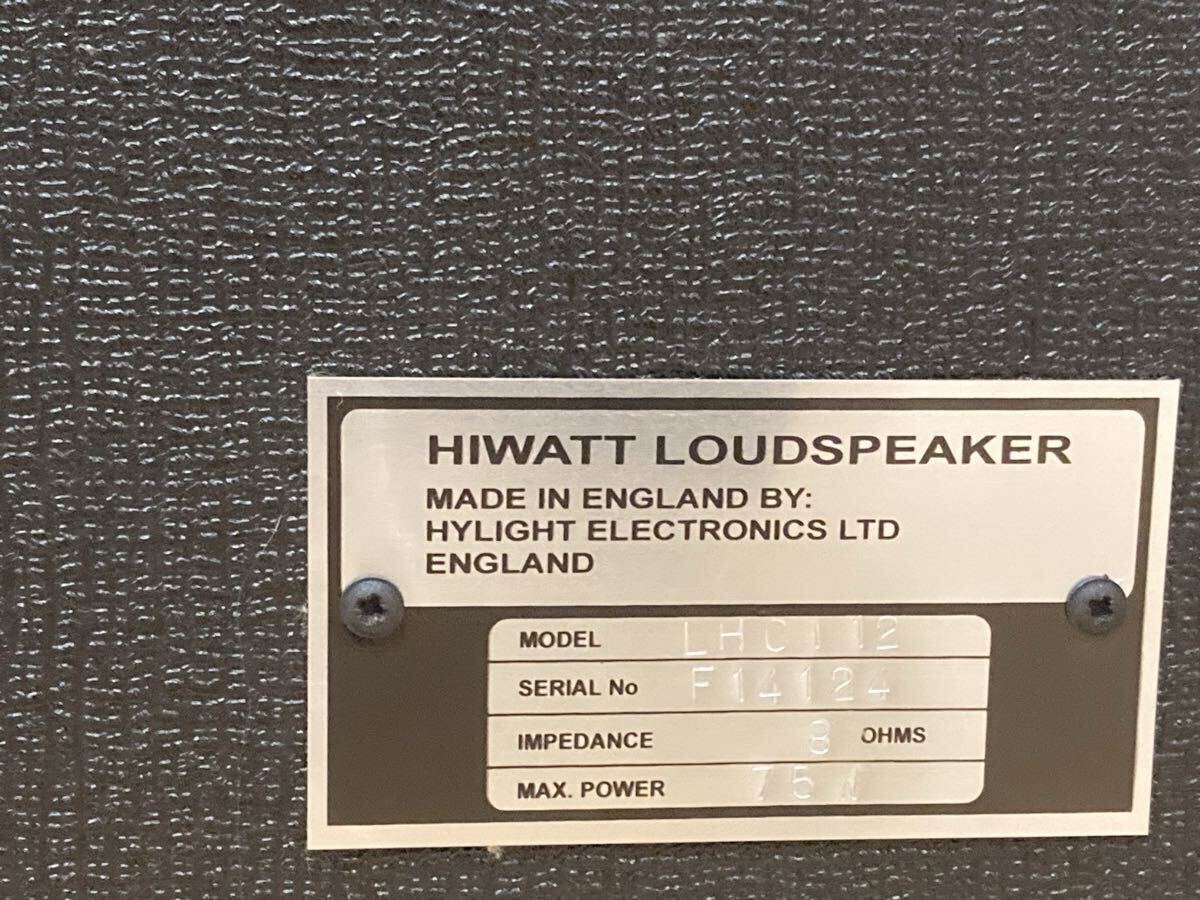 HIWATT LOUDSPEAKER
MADE IN ENGLAND BY:
HYLIGHT ELECTRONICS LTD
ENGLAND
MODEL LHC112
SERIAL No F14124
IMPEDANCE 8 OHMS
MAX. POWER 75W